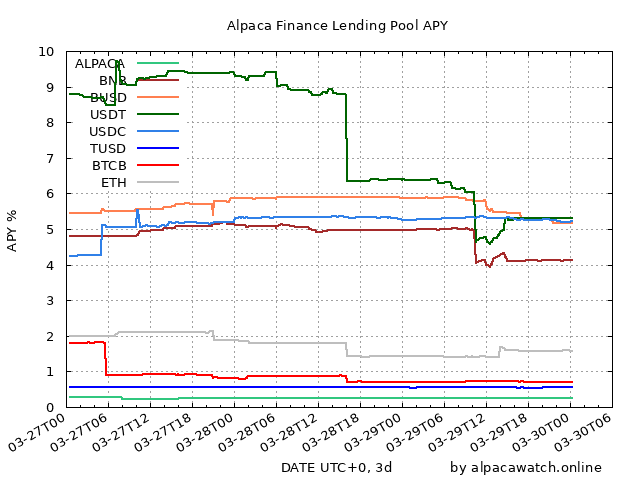 Alpaca Finance Lending Pool APY
10
9
8
7
6
5
4
3
2
1
0
APY %
ALPACA
BNB
BUSD
USDT
USDC
TUSD
BTCB
ETH
03-27T00
03-27T06
03-27T12
03-27T18
03-28T00
03-28T06
03-28T12
03-28T18
03-29T00
03-29T06
03-29T12
03-29T18
03-30T00
03-30T06
DATE UTC+0, 3d
by alpacawatch.online